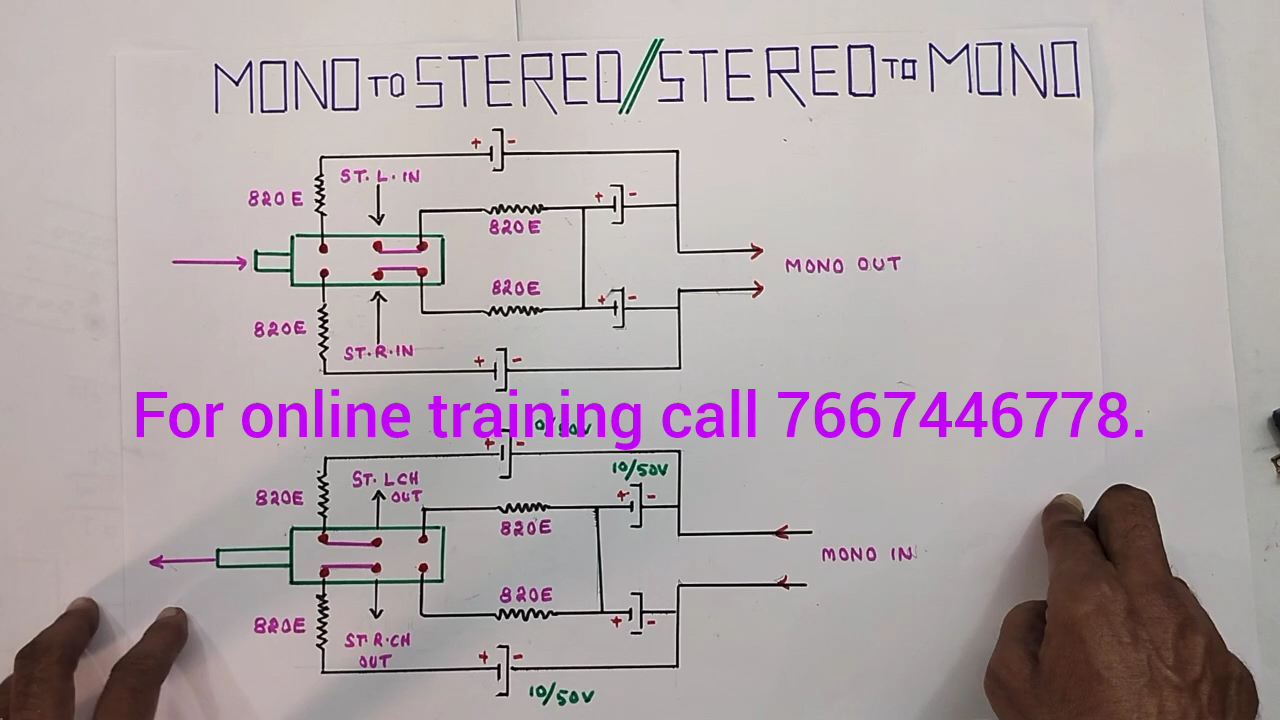 MONO TO STEREO//STEREO TO MONO
+ -
ST. L. IN
820 E
+ -
820E
MONO OUT
820E
+ -
820E
ST. R. IN
+ -
For online training call 7667446778.
+ -
ST. LCH
OUT
10/50V
820E
+ -
820E
MONO IN
820E
820E
+ -
ST. R. CH
OUT
+ -
10/50V